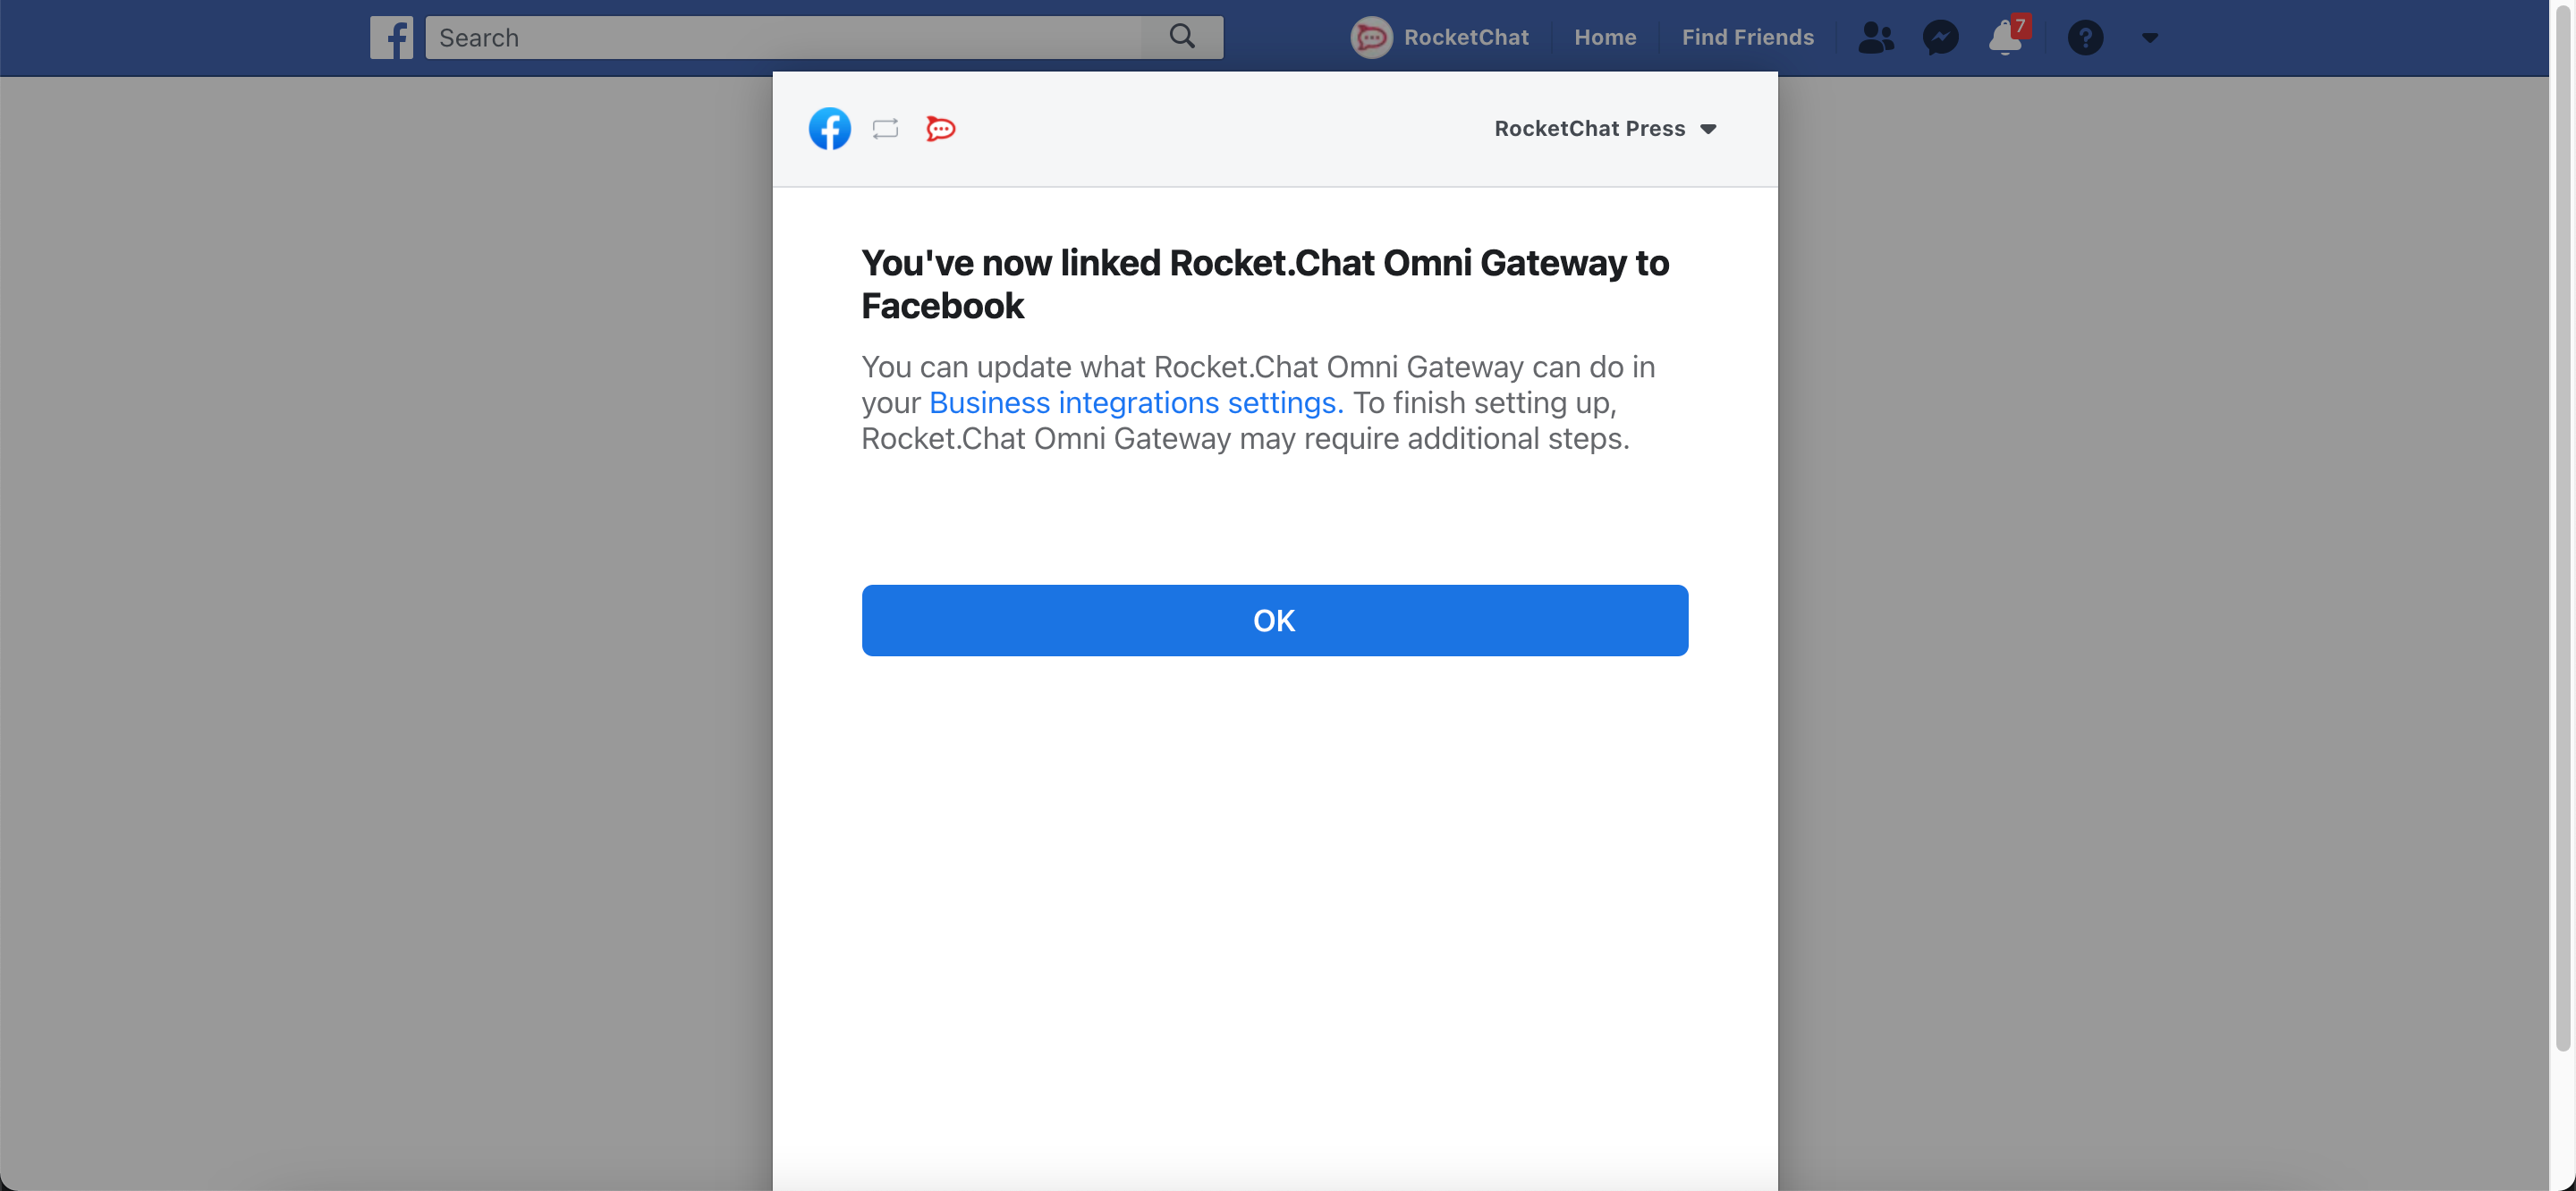 Search
RocketChat
Home
Find Friends
7
?
RocketChat Press
You've now linked Rocket.Chat Omni Gateway to
Facebook
You can update what Rocket.Chat Omni Gateway can do in
your Business integrations settings. To finish setting up,
Rocket.Chat Omni Gateway may require additional steps.
OK